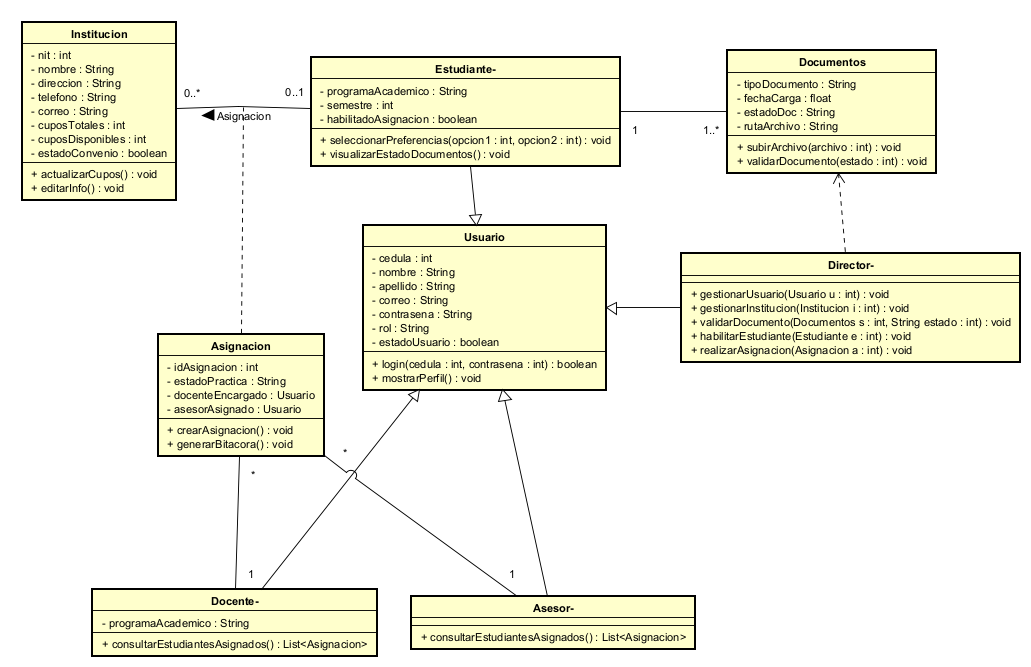 Institucion
- nit : int
- nombre : String
- direccion : String
- telefono : String
- correo : String
- cuposTotales : int
- cuposDisponibles : int
- estadoConvenio : boolean
+ actualizarCupos() : void
+ editarInfo() : void
0..*
0..1
Asignacion
Estudiante-
- programaAcademico : String
- semestre : int
- habilitadoAsignacion : boolean
+ seleccionarPreferencias(opcion1 : int, opcion2 : int) : void
+ visualizarEstadoDocumentos() : void
1
1..*
Documentos
- tipoDocumento : String
- fechaCarga : float
- estadoDoc : String
- rutaArchivo : String
+ subirArchivo(archivo : int) : void
+ validarDocumento(estado : int) : void
Usuario
- cedula : int
- nombre : String
- apellido : String
- correo : String
- contrasena : String
- rol : String
- estadoUsuario : boolean
+ login(cedula : int, contrasena : int) : boolean
+ mostrarPerfil() : void
Director-
+ gestionarUsuario(Usuario u : int) : void
+ gestionarInstitucion(Institucion i : int) : void
+ validarDocumento(Documentos s : int, String estado : int) : void
+ habilitarEstudiante(Estudiante e : int) : void
+ realizarAsignacion(Asignacion a : int) : void
Asignacion
- idAsignacion : int
- estadoPractica : String
- docenteEncargado : Usuario
- asesorAsignado : Usuario
+ crearAsignacion() : void
+ generarBitacora() : void
*
*
1
1
Docente-
- programaAcademico : String
+ consultarEstudiantesAsignados() : List<Asignacion>
Asesor-
+ consultarEstudiantesAsignados() : List<Asignacion>